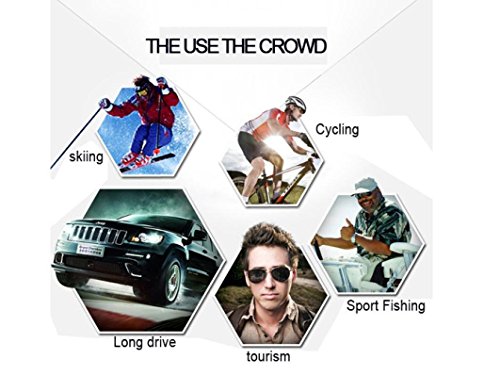 THE USE THE CROWD
skiing
Cycling
Long drive
tourism
Sport Fishing